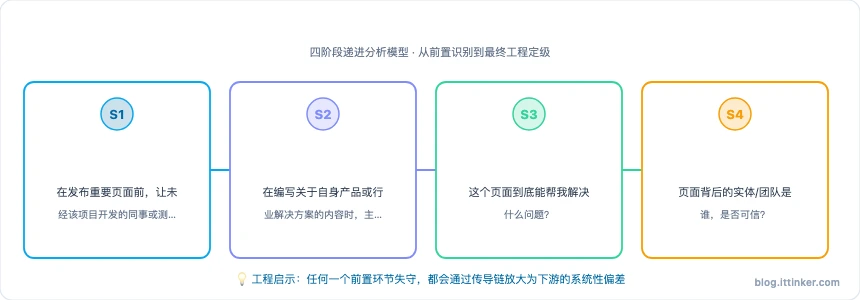 四阶段递进分析模型 · 从前置识别到最终工程定级
S1
在发布重要页面前，让未
经该项目开发的同事或测...
S2
在编写关于自身产品或行
业解决方案的内容时，主...
S3
这个页面到底能帮我解决
什么问题？
S4
页面背后的实体/团队是
谁，是否可信？
💡 工程启示：任何一个前置环节失守，都会通过传导链放大为下游的系统性偏差
blog.ittinker.com